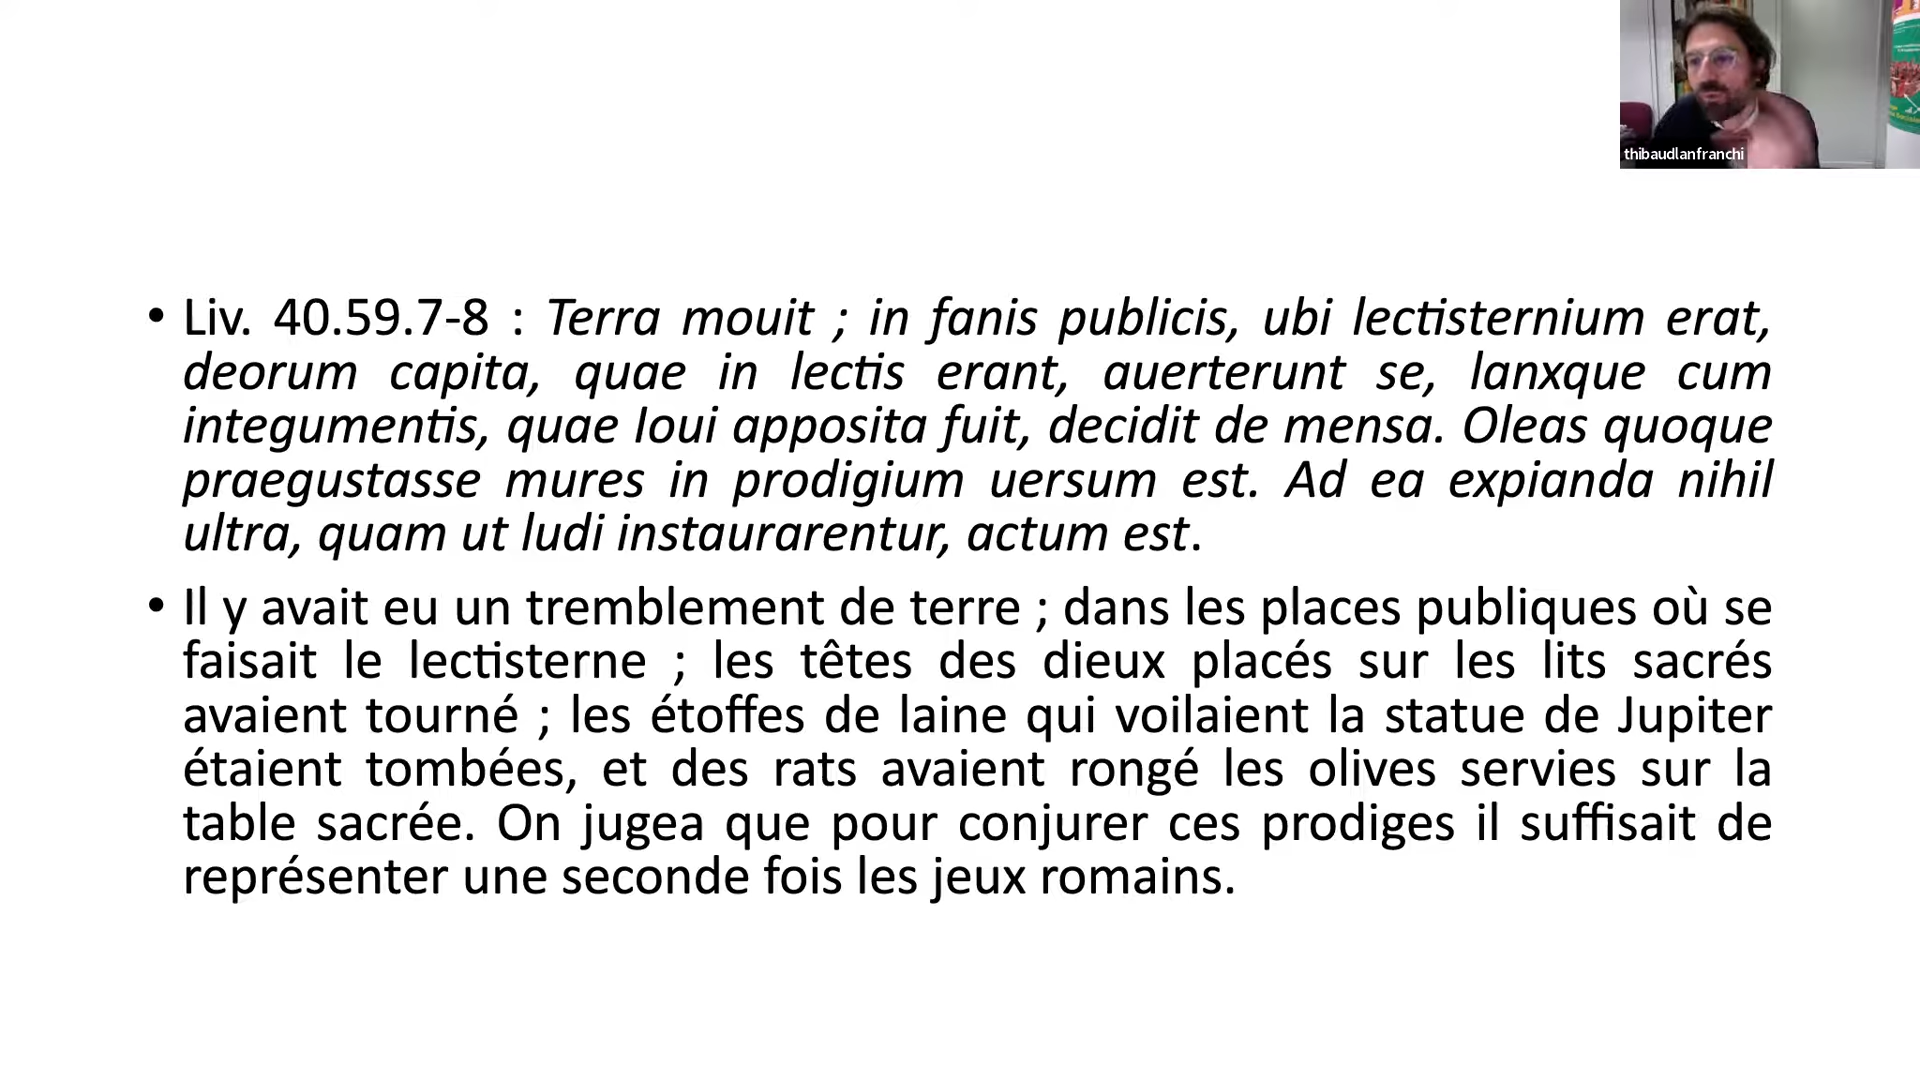 thibaudlanfranchi
• Liv. 40.59.7-8 : Terra mouit ; in fanis publicis, ubi lectisternium erat,
deorum capita, quae in lectis erant, auerterunt se, lanxque cum
integumentis, quae Ioui apposita fuit, decidit de mensa. Oleas quoque
praegustasse mures in prodigium uersum est. Ad ea expianda nihil
ultra, quam ut ludi instaurarentur, actum est.
• Il y avait eu un tremblement de terre ; dans les places publiques où se
faisait le lectisterne ; les têtes des dieux placés sur les lits sacrés
avaient tourné ; les étoffes de laine qui voilaient la statue de Jupiter
étaient tombées, et des rats avaient rongé les olives servies sur la
table sacrée. On jugea que pour conjurer ces prodiges il suffisait de
représenter une seconde fois les jeux romains.